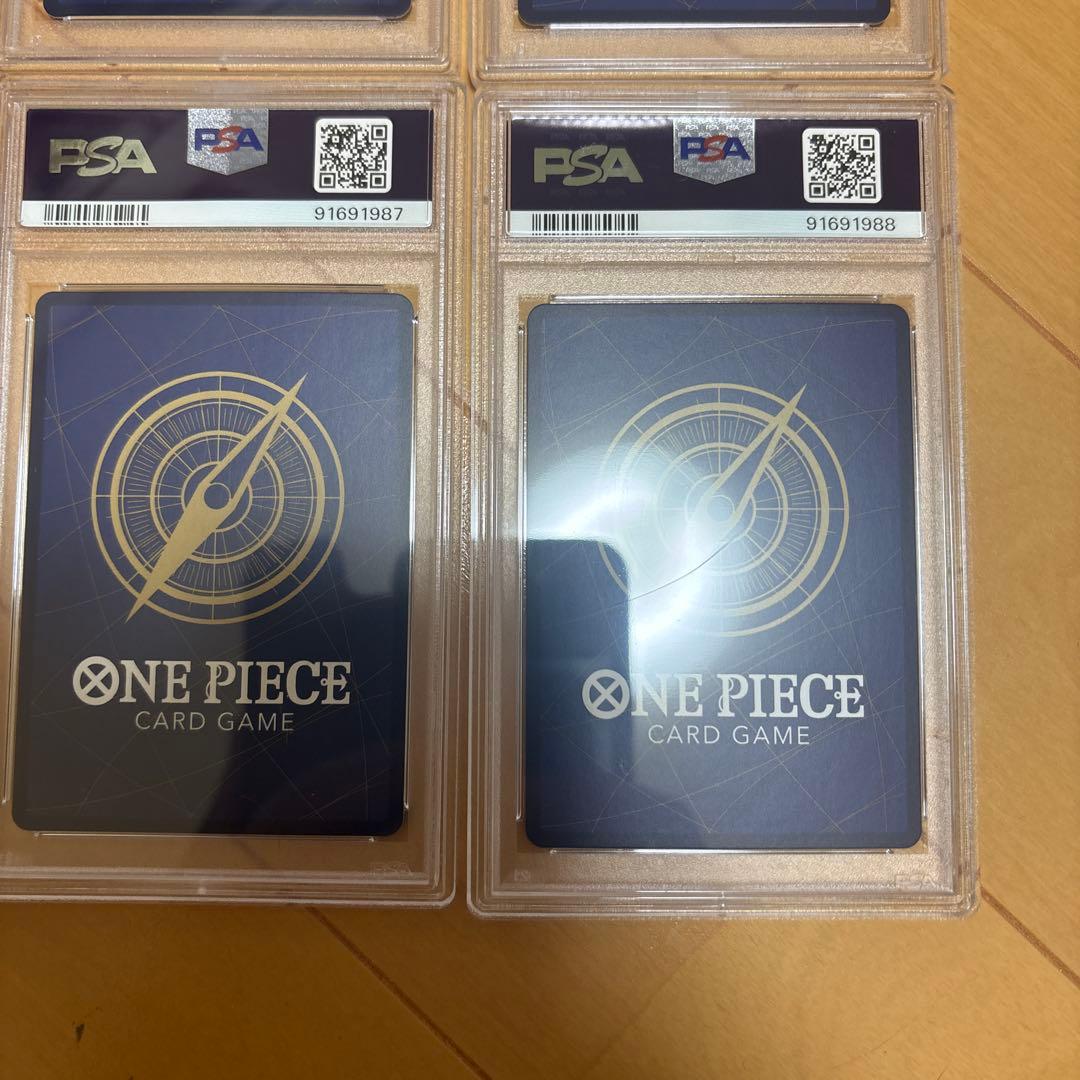 PSA
PSA
91691987
ONE PIECE
CARD GAME
PSA
PSA
91691988
ONE PIECE
CARD GAME